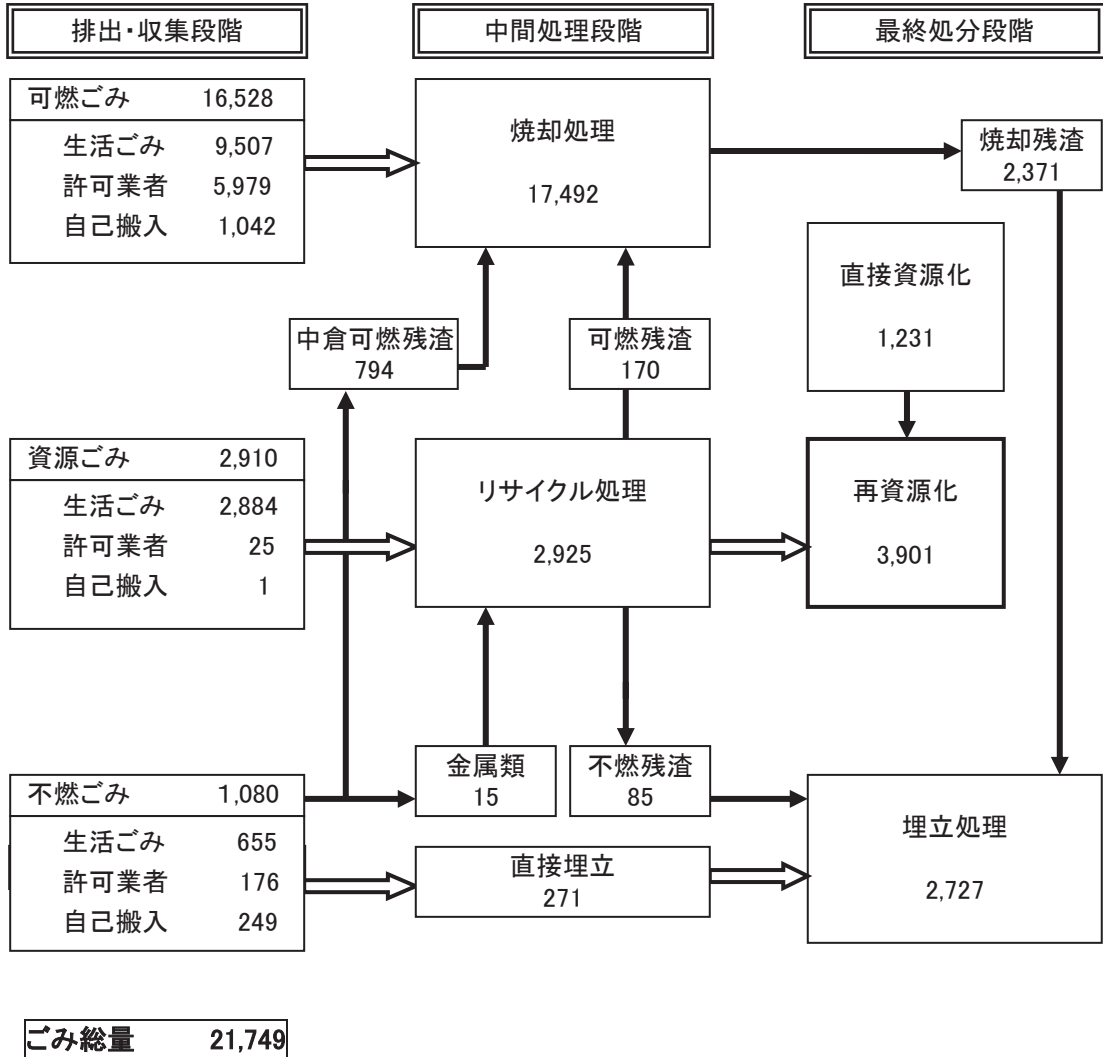 排出・収集段階
中間処理段階
最終処分段階
可燃ごみ 16,528
生活ごみ 9,507
許可業者 5,979
自己搬入 1,042
焼却処理
17,492
焼却残渣
2,371
直接資源化
1,231
中倉可燃残渣
794
可燃残渣
170
資源ごみ 2,910
生活ごみ 2,884
許可業者 25
自己搬入 1
リサイクル処理
2,925
再資源化
3,901
不燃ごみ 1,080
生活ごみ 655
許可業者 176
自己搬入 249
金属類
15
不燃残渣
85
直接埋立
271
埋立処理
2,727
ごみ総量 21,749